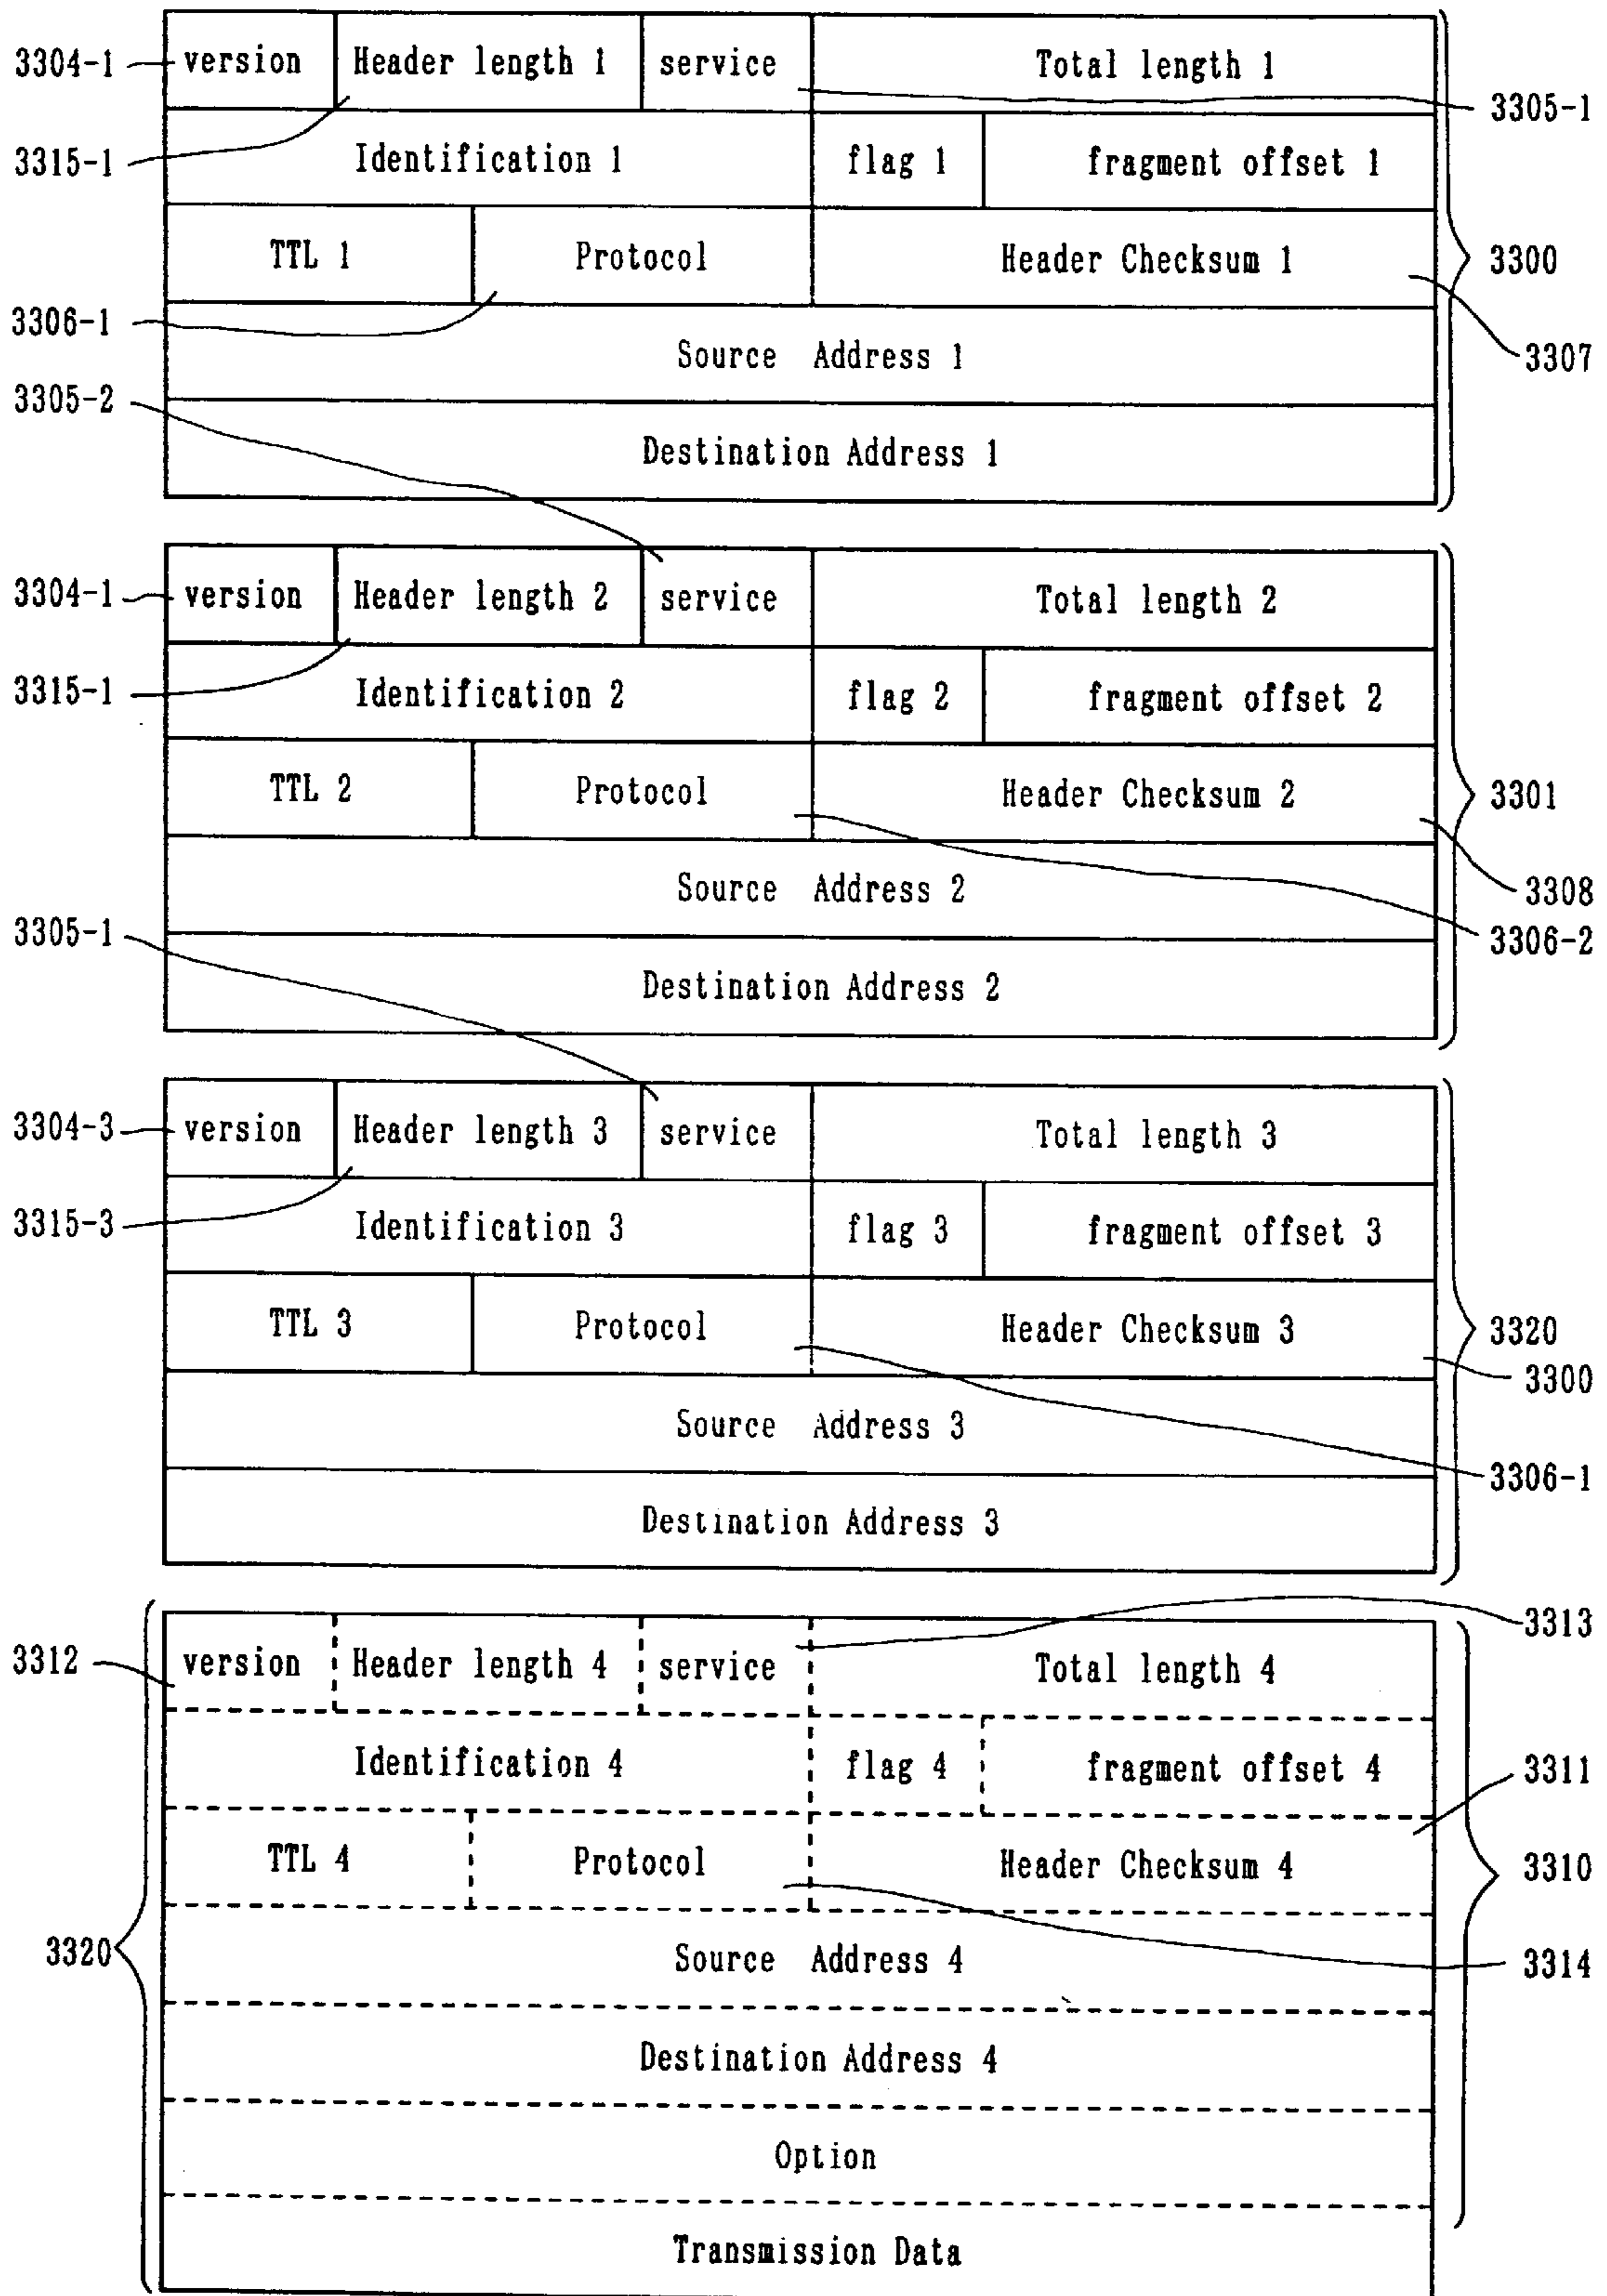 3304-1 version Header length 1 service Total length 1
3305-1
3315-1 Identification 1 flag 1 fragment offset 1
TTL 1 Protocol Header Checksum 1 3300
3306-1
Source Address 1 3307
3305-2
Destination Address 1
3304-1 version Header length 2 service Total length 2
3315-1 Identification 2 flag 2 fragment offset 2
TTL 2 Protocol Header Checksum 2 3301
Source Address 2 3308
3305-1 3306-2
Destination Address 2
3304-3 version Header length 3 service Total length 3
3315-3 Identification 3 flag 3 fragment offset 3
TTL 3 Protocol Header Checksum 3 3320
3300
Source Address 3
3306-1
Destination Address 3
3313
3312 version Header length 4 service Total length 4
Identification 4 flag 4 fragment offset 4 3311
TTL 4 Protocol Header Checksum 4 3310
3320 Source Address 4 3314
Destination Address 4
Option
Transmission Data